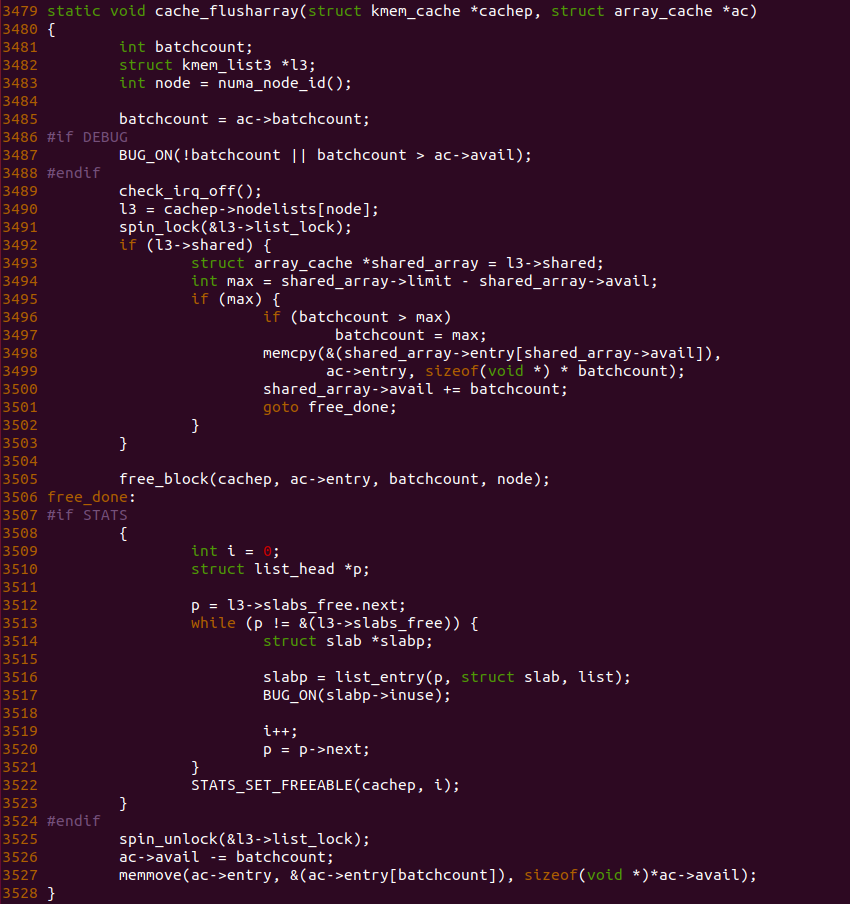 3479 static void cache_flusharray(struct kmem_cache *cachep, struct array_cache *ac)
3480 {
3481         int batchcount;
3482         struct kmem_list3 *l3;
3483         int node = numa_node_id();
3484
3485         batchcount = ac->batchcount;
3486 #if DEBUG
3487         BUG_ON(!batchcount || batchcount > ac->avail);
3488 #endif
3489         check_irq_off();
3490         l3 = cachep->nodelists[node];
3491         spin_lock(&l3->list_lock);
3492         if (l3->shared) {
3493                 struct array_cache *shared_array = l3->shared;
3494                 int max = shared_array->limit - shared_array->avail;
3495                 if (max) {
3496                         if (batchcount > max)
3497                                 batchcount = max;
3498                         memcpy(&(shared_array->entry[shared_array->avail]),
3499                                ac->entry, sizeof(void *) * batchcount);
3500                         shared_array->avail += batchcount;
3501                         goto free_done;
3502                 }
3503         }
3504
3505         free_block(cachep, ac->entry, batchcount, node);
3506 free_done:
3507 #if STATS
3508         {
3509                 int i = 0;
3510                 struct list_head *p;
3511
3512                 p = l3->slabs_free.next;
3513                 while (p != &(l3->slabs_free)) {
3514                         struct slab *slabp;
3515
3516                         slabp = list_entry(p, struct slab, list);
3517                         BUG_ON(slabp->inuse);
3518
3519                         i++;
3520                         p = p->next;
3521                 }
3522                 STATS_SET_FREEABLE(cachep, i);
3523         }
3524 #endif
3525         spin_unlock(&l3->list_lock);
3526         ac->avail -= batchcount;
3527         memmove(ac->entry, &(ac->entry[batchcount]), sizeof(void *)*ac->avail);
3528 }